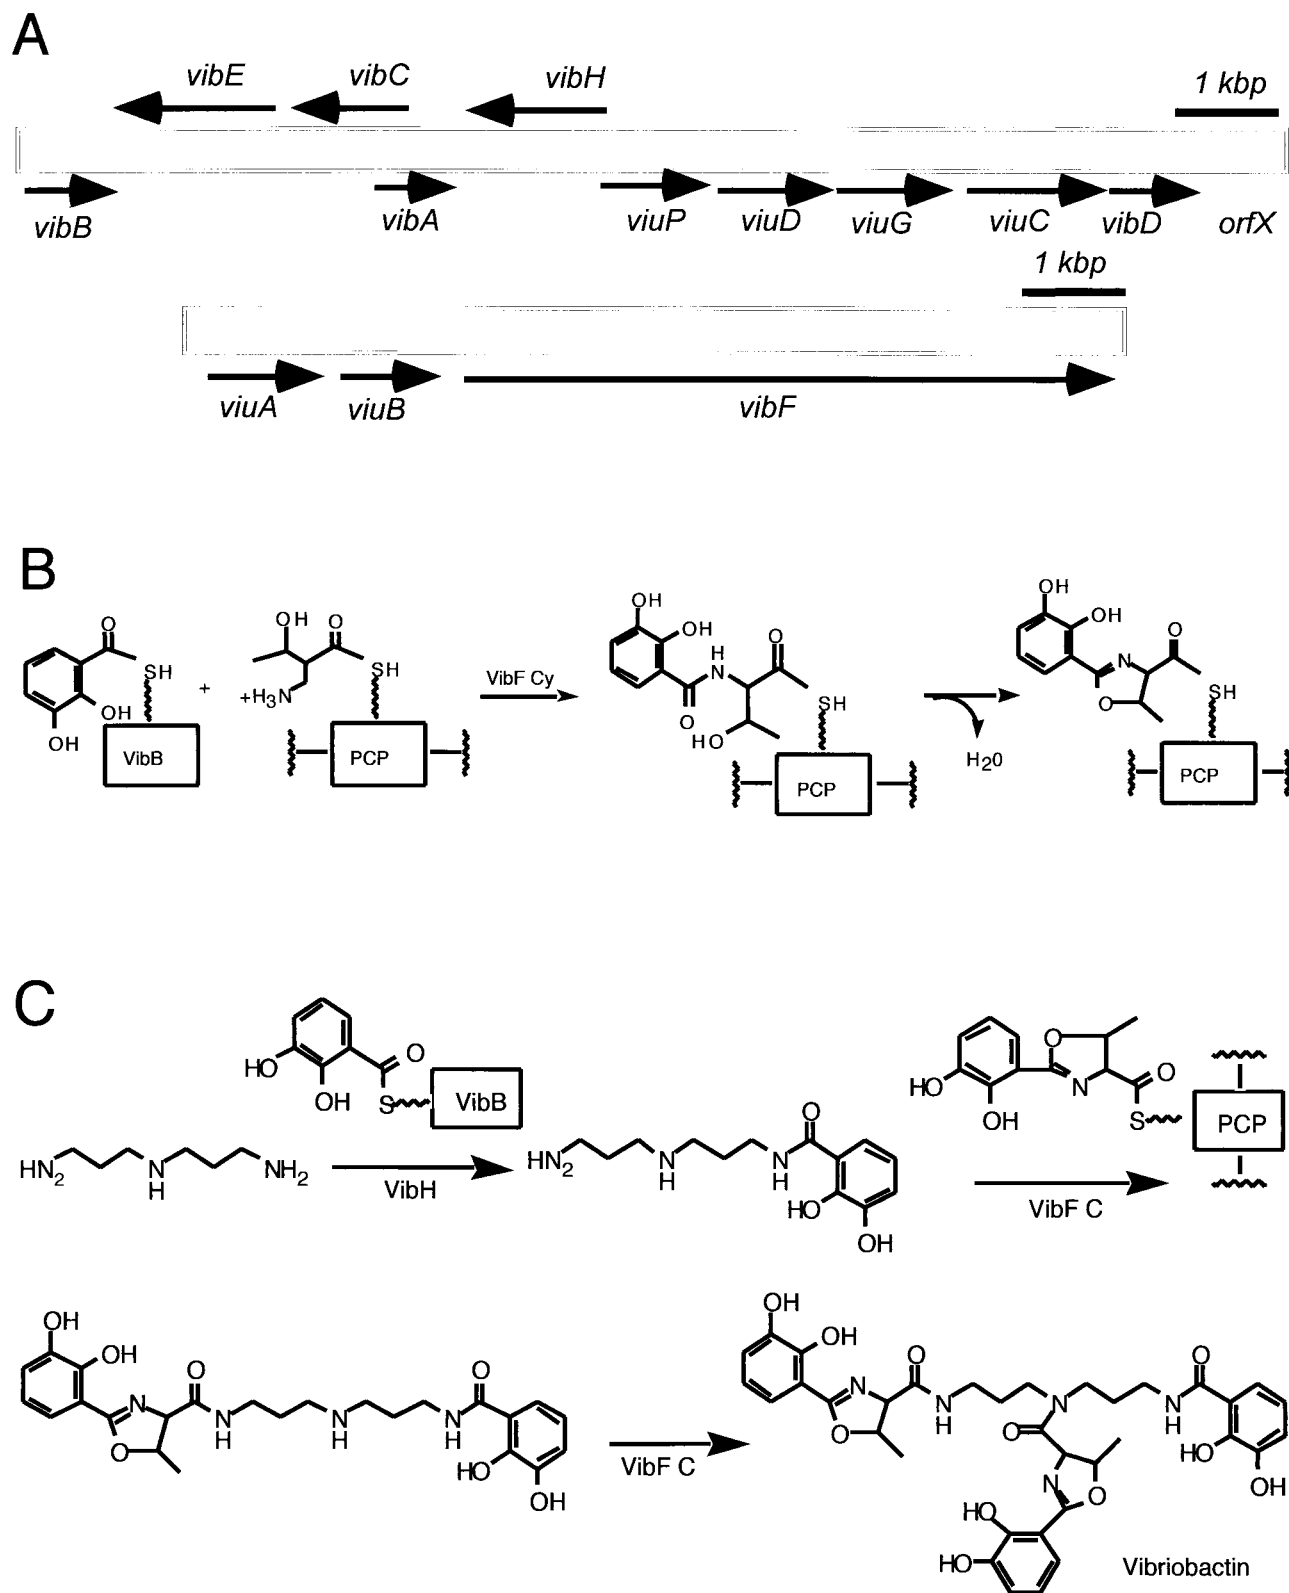 A
vibE vibC vibH 1 kbp
vibB vibA viuP viuD viuG viuC vibD orfX
1 kbp
viuA viuB vibF
B
OH
OH
O
SH
OH
OH
VibB
+
OH
O
SH
+H3N
PCP
VibF Cy
OH
OH
H
N
O
O
SH
HO
PCP
H20
OH
OH
N
O
O
SH
PCP
C
HO
OH
O
S
VibB
HN2
N
H
NH2
VibH
HN2
N
H
N
H
O
HO
OH
HO
OH
O
N
O
S
PCP
VibF C
OH
OH
N
O
O
N
H
N
H
N
H
O
HO
OH
VibF C
OH
OH
N
O
O
N
H
N
O
N
H
O
HO
OH
N
O
HO
HO
Vibriobactin